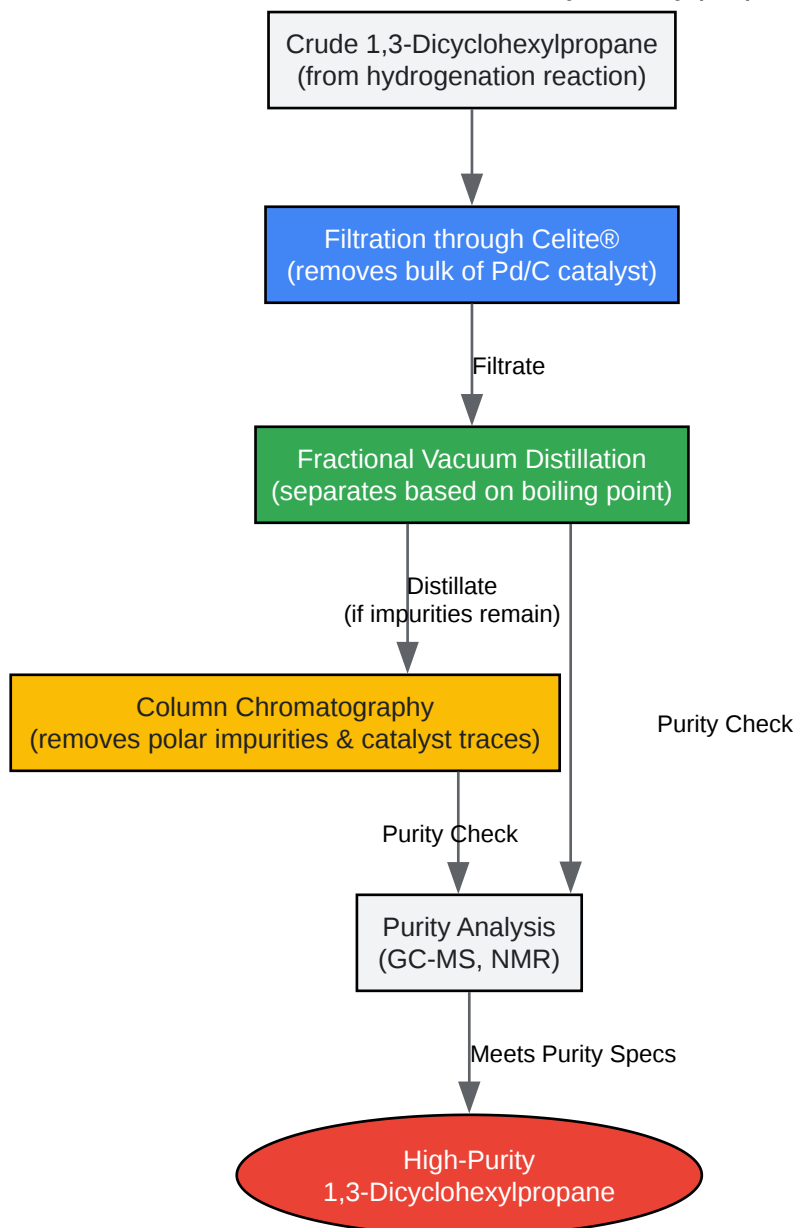 Crude 1,3-Dicyclohexylpropane
(from hydrogenation reaction)
Filtration through Celite®
(removes bulk of Pd/C catalyst)
Filtrate
Fractional Vacuum Distillation
(separates based on boiling point)
Distillate
(if impurities remain)
Column Chromatography
(removes polar impurities & catalyst traces)
Purity Check
Purity Check
Purity Analysis
(GC-MS, NMR)
Meets Purity Specs
High-Purity
1,3-Dicyclohexylpropane